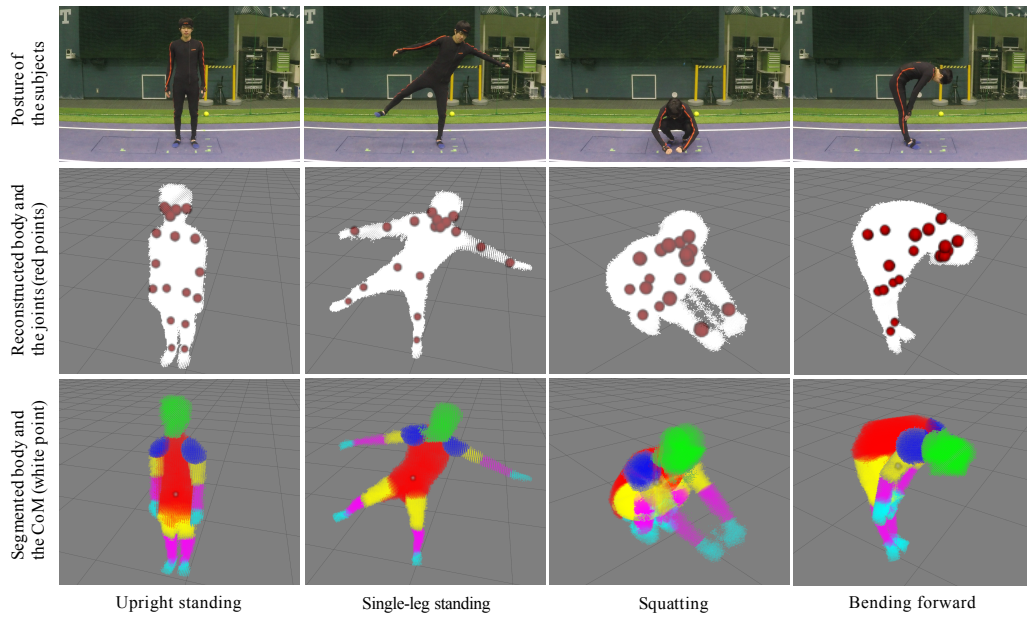 Posture of
the subjects
T
Reconstructed body and
the joints (red points)
Segmented body and
the CoM (white point)
Upright standing
Single-leg standing
Squatting
Bending forward